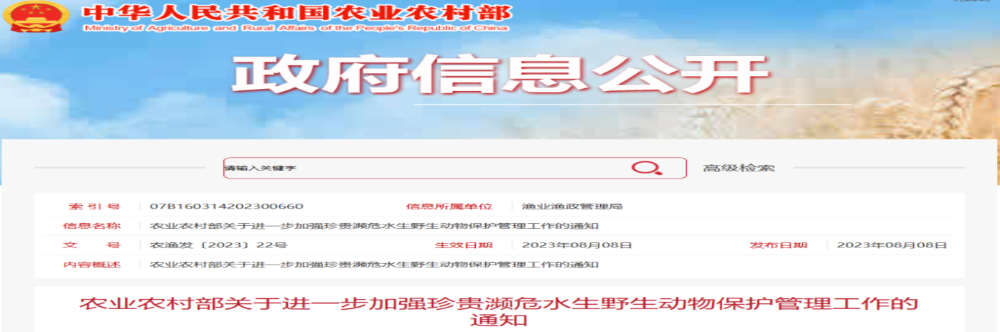 中华人民共和国农业农村部
Ministry of Agriculture and Rural Affairs of the People's Republic of China
政府信息公开
请输入关键字 高级检索
索引号 07B160314202300660 信息所属单位 渔业渔政管理局
信息名称 农业农村部关于进一步加强珍贵濒危水生野生动物保护管理工作的通知
文号 农渔发〔2023〕22号 生效日期 2023年08月08日 发布日期 2023年08月08日
内容概述 农业农村部关于进一步加强珍贵濒危水生野生动物保护管理工作的通知
农业农村部关于进一步加强珍贵濒危水生野生动物保护管理工作的
通知